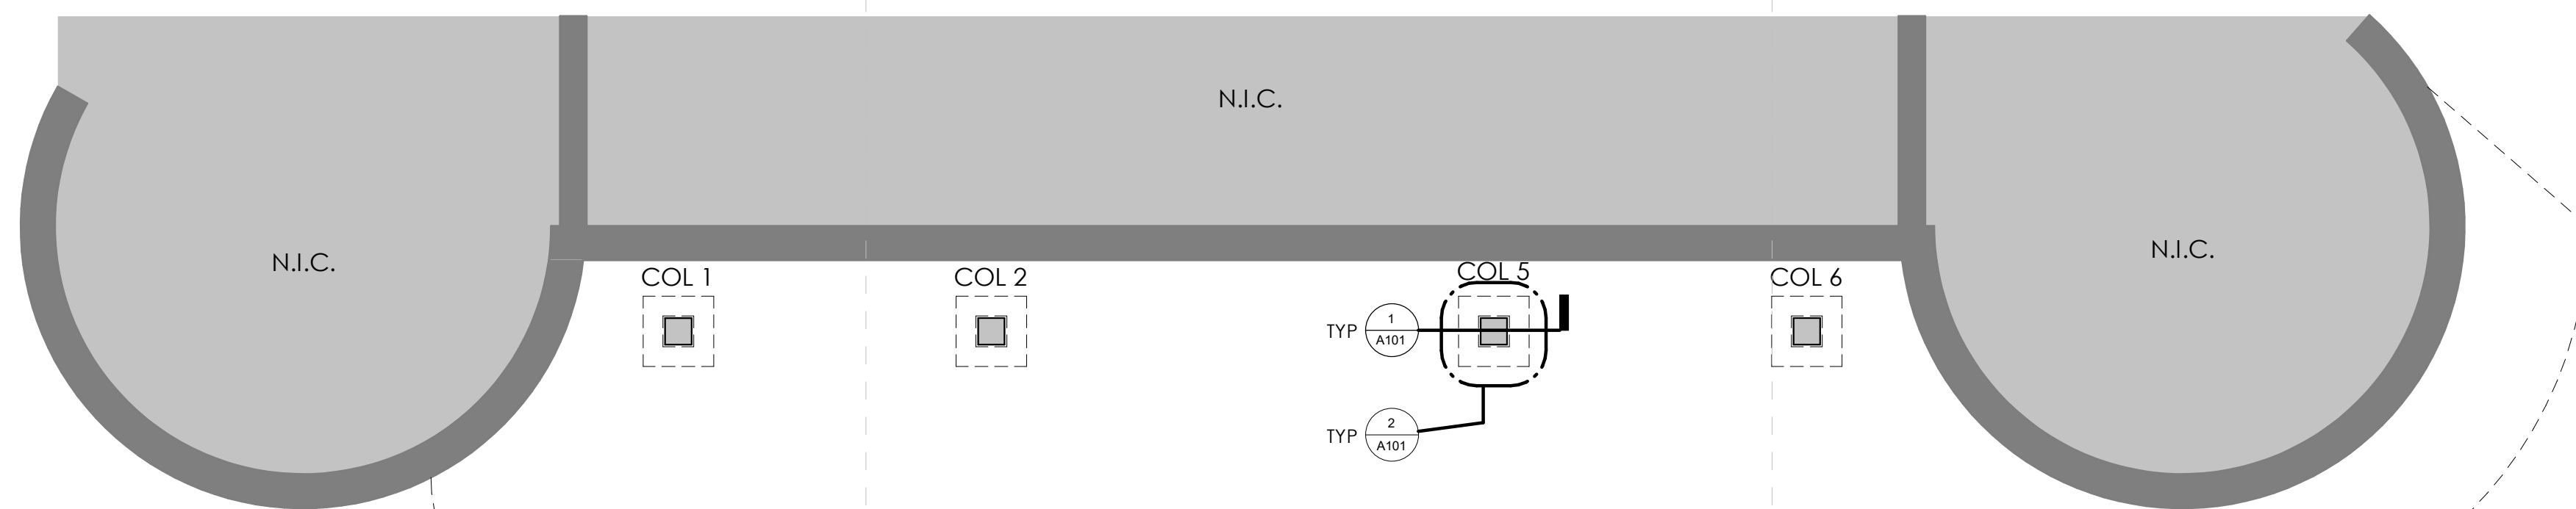 N.I.C.
N.I.C.
N.I.C.
COL 1
COL 2
COL 5
COL 6
TYP
1
A101
TYP
2
A101